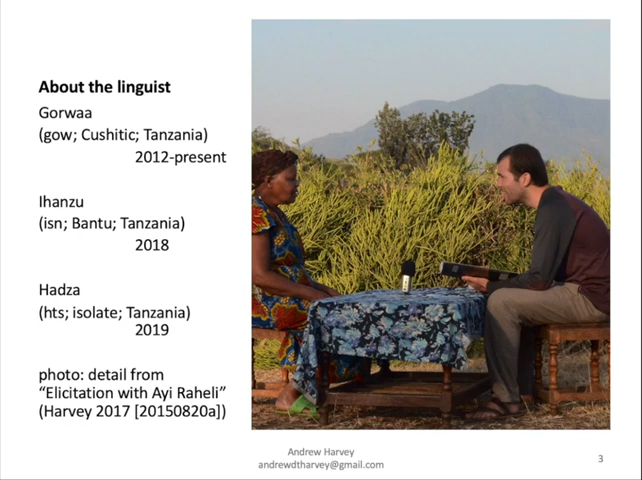 About the linguist
Gorwaa
(gow; Cushitic; Tanzania)
2012-present
Ihanzu
(isn; Bantu; Tanzania)
2018
Hadza
(hts; isolate; Tanzania)
2019
photo: detail from
“Elicitation with Ayi Raheli”
(Harvey 2017 [20150820a])
Andrew Harvey
andrewdtharvey@gmail.com
3